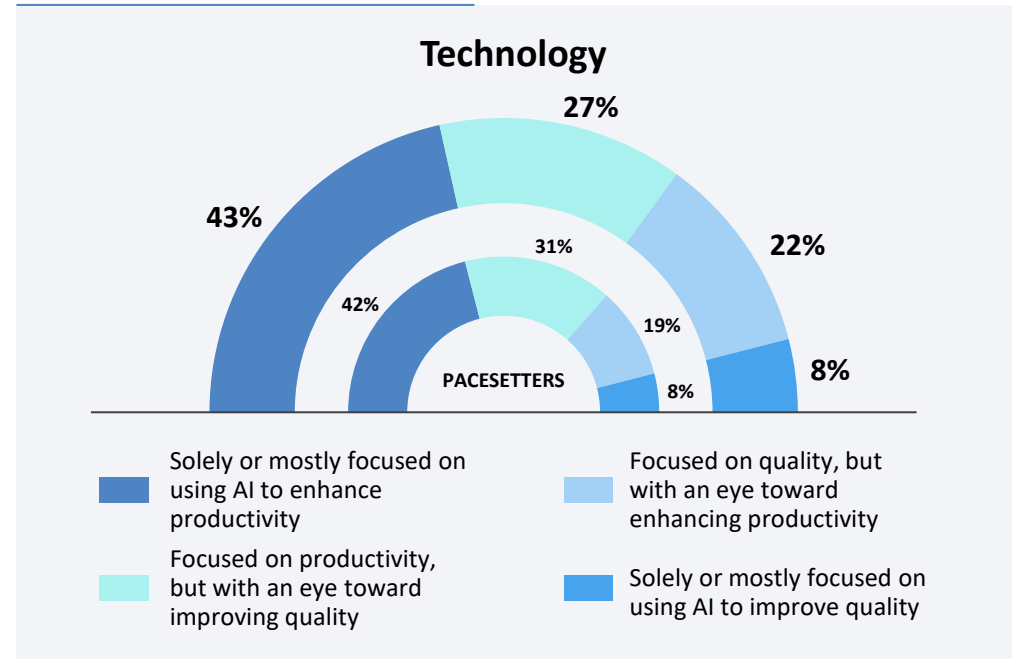 Technology
27%
43%
22%
31%
42%
19%
8%
PACESETTERS
8%
Solely or mostly focused on
using AI to enhance
productivity
Focused on productivity,
but with an eye toward
improving quality
Focused on quality, but
with an eye toward
enhancing productivity
Solely or mostly focused on
using AI to improve quality